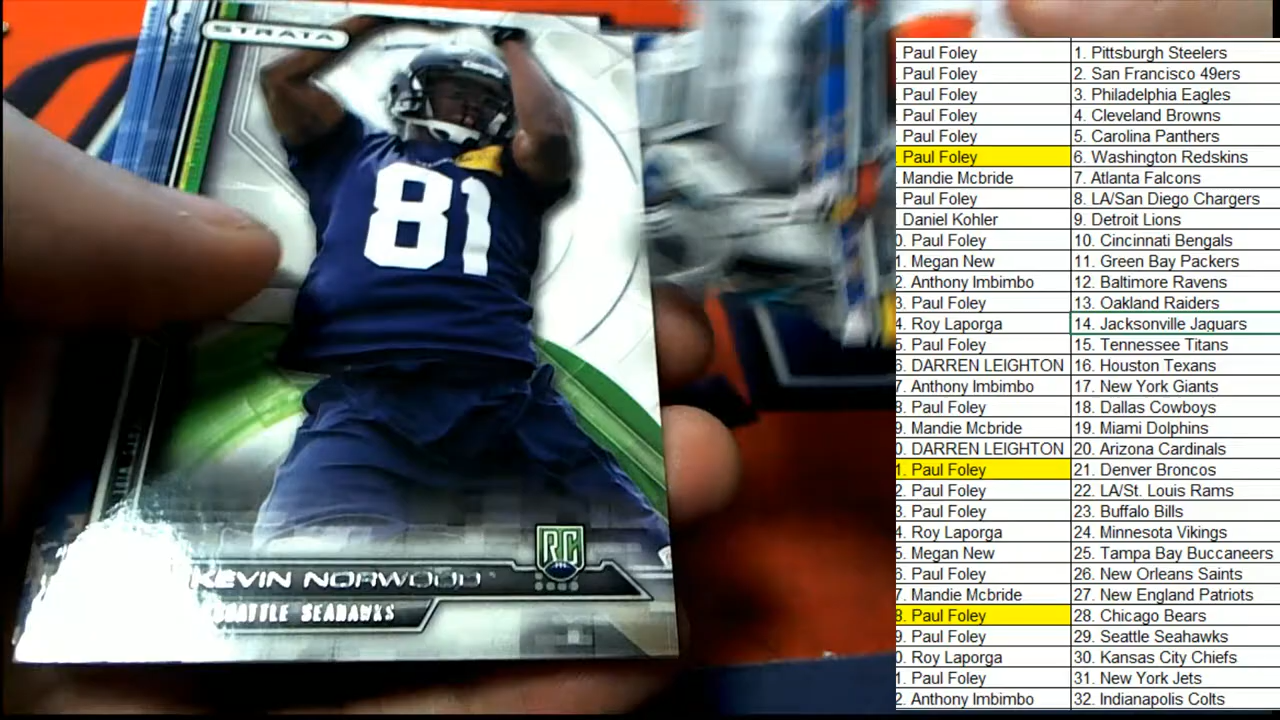 STRATA
81
RC
KEVIN NORWOOD
SEATTLE SEAHAWKS
Paul Foley 1. Pittsburgh Steelers
Paul Foley 2. San Francisco 49ers
Paul Foley 3. Philadelphia Eagles
Paul Foley 4. Cleveland Browns
Paul Foley 5. Carolina Panthers
Paul Foley 6. Washington Redskins
Mandie Mcbride 7. Atlanta Falcons
Paul Foley 8. LA/San Diego Chargers
Daniel Kohler 9. Detroit Lions
0. Paul Foley 10. Cincinnati Bengals
1. Megan New 11. Green Bay Packers
2. Anthony Imbimbo 12. Baltimore Ravens
3. Paul Foley 13. Oakland Raiders
4. Roy Laporga 14. Jacksonville Jaguars
5. Paul Foley 15. Tennessee Titans
6. DARREN LEIGHTON 16. Houston Texans
7. Anthony Imbimbo 17. New York Giants
8. Paul Foley 18. Dallas Cowboys
9. Mandie Mcbride 19. Miami Dolphins
0. DARREN LEIGHTON 20. Arizona Cardinals
1. Paul Foley 21. Denver Broncos
2. Paul Foley 22. LA/St. Louis Rams
3. Paul Foley 23. Buffalo Bills
4. Roy Laporga 24. Minnesota Vikings
5. Megan New 25. Tampa Bay Buccaneers
6. Paul Foley 26. New Orleans Saints
7. Mandie Mcbride 27. New England Patriots
8. Paul Foley 28. Chicago Bears
9. Paul Foley 29. Seattle Seahawks
0. Roy Laporga 30. Kansas City Chiefs
1. Paul Foley 31. New York Jets
2. Anthony Imbimbo 32. Indianapolis Colts